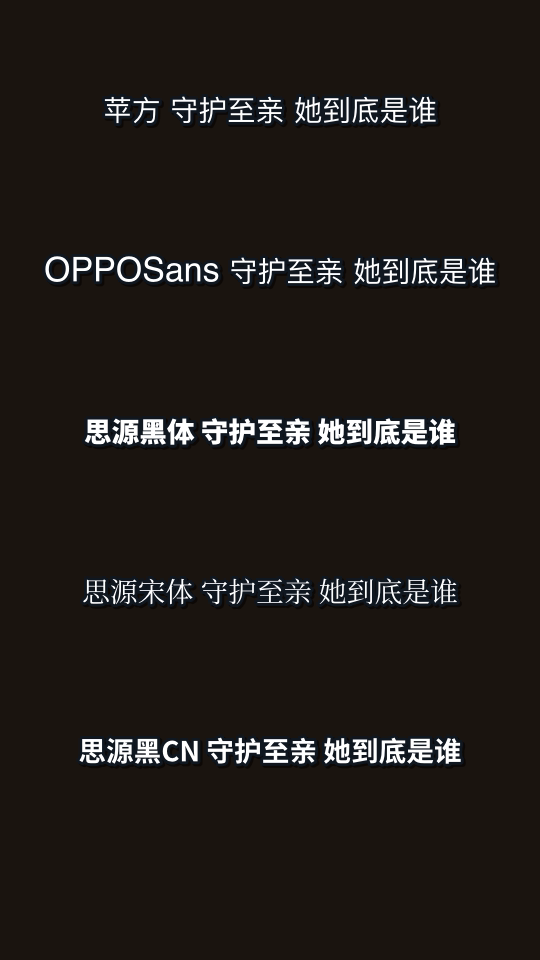 苹方 守护至亲 她到底是谁
OPPOSans 守护至亲 她到底是谁
思源黑体 守护至亲 她到底是谁
思源宋体 守护至亲 她到底是谁
思源黑CN 守护至亲 她到底是谁